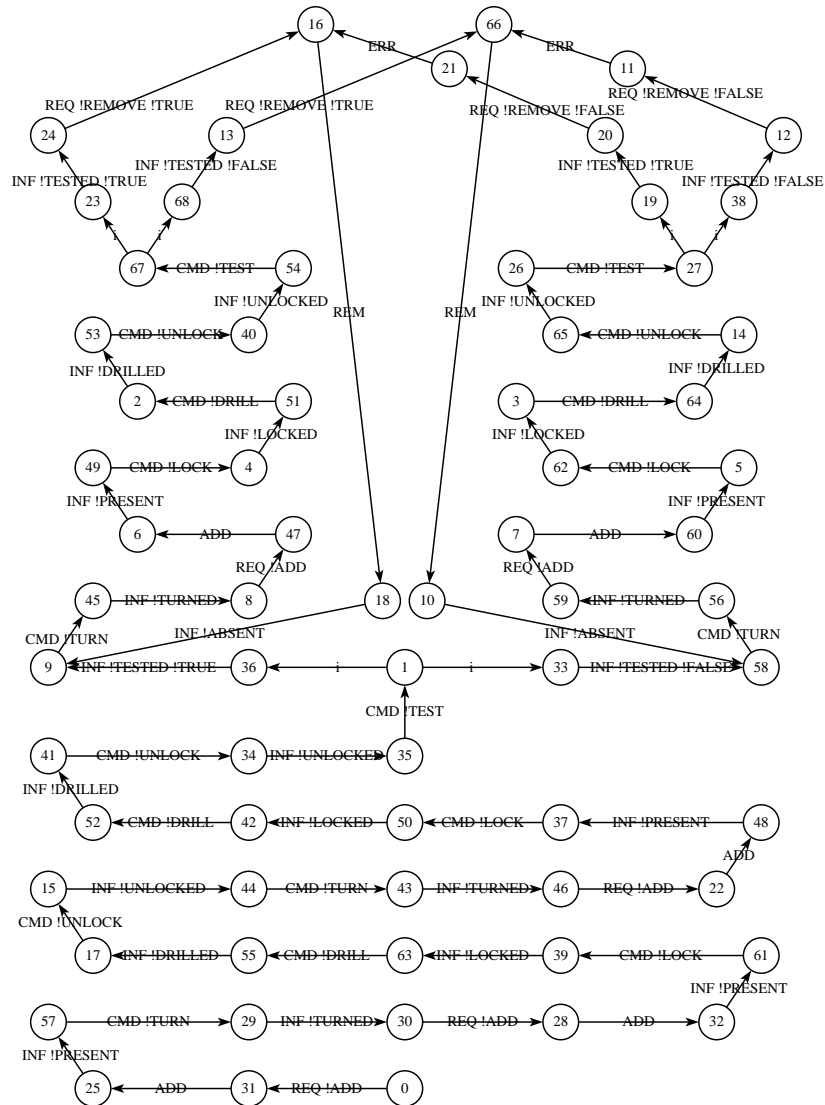 16 66
ERR ERR
21 11
REQ !REMOVE !TRUE REQ !REMOVE !TRUE REQ !REMOVE !FALSE
REQ !REMOVE !FALSE
24 13 20 12
INF !TESTED !TRUE INF !TESTED !FALSE INF !TESTED !TRUE INF !TESTED !FALSE
23 68 19 38
i i i i
67 CMD !TEST 54 26 CMD !TEST 27
INF !UNLOCKED INF !UNLOCKED
REM REM
53 CMD !UNLOCK 40 65 CMD !UNLOCK 14
INF !DRILLED INF !DRILLED
2 CMD !DRILL 51 3 CMD !DRILL 64
INF !LOCKED INF !LOCKED
49 CMD !LOCK 4 62 CMD !LOCK 5
INF !PRESENT INF !PRESENT
6 ADD 47 7 ADD 60
REQ !ADD REQ !ADD
45 INF !TURNED 8 18 10 59 INF !TURNED 56
CMD !TURN INF !ABSENT INF !ABSENT CMD !TURN
9 INF !TESTED !TRUE 36 i 1 i 33 INF !TESTED !FALSE 58
CMD !TEST
41 CMD !UNLOCK 34 INF !UNLOCKED 35
INF !DRILLED
52 CMD !DRILL 42 INF !LOCKED 50 CMD !LOCK 37 INF !PRESENT 48
ADD
15 INF !UNLOCKED 44 CMD !TURN 43 INF !TURNED 46 REQ !ADD 22
CMD !UNLOCK
17 INF !DRILLED 55 CMD !DRILL 63 INF !LOCKED 39 CMD !LOCK 61
INF !PRESENT
57 CMD !TURN 29 INF !TURNED 30 REQ !ADD 28 ADD 32
INF !PRESENT
25 ADD 31 REQ !ADD 0